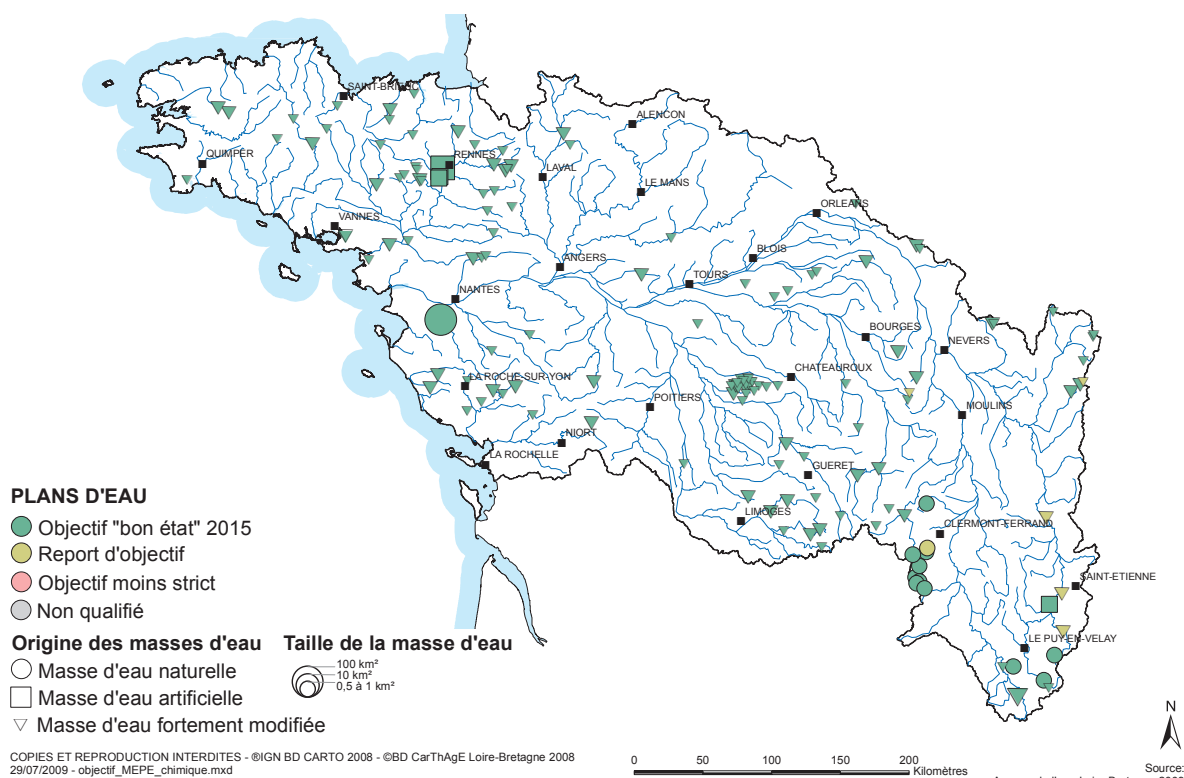 SAINT-BRIEUC
ALENCON
QUIMPER
RENNES
LAVAL
LE MANS
ORLEANS
VANNES
BLOIS
ANGERS
TOURS
NANTES
BOURGES
NEVERS
LA ROCHE-SUR-YON
CHATEAUROUX
POITIERS
MOULINS
NIORT
LA ROCHELLE
GUERET
LIMOGES
CLERMONT-FERRAND
SAINT-ETIENNE
LE PUY-EN-VELAY
PLANS D'EAU
Objectif "bon état" 2015
Report d'objectif
Objectif moins strict
Non qualifié
Origine des masses d'eau
Masse d'eau naturelle
Masse d'eau artificielle
Masse d'eau fortement modifiée
Taille de la masse d'eau
100 km²
10 km²
0,5 à 1 km²
COPIES ET REPRODUCTION INTERDITES - ®IGN BD CARTO 2008 - ©BD CarThAgE Loire-Bretagne 2008
29/07/2009 - objectif_MEPE_chimique.mxd
0 50 100 150 200
Kilomètres
N
Source: